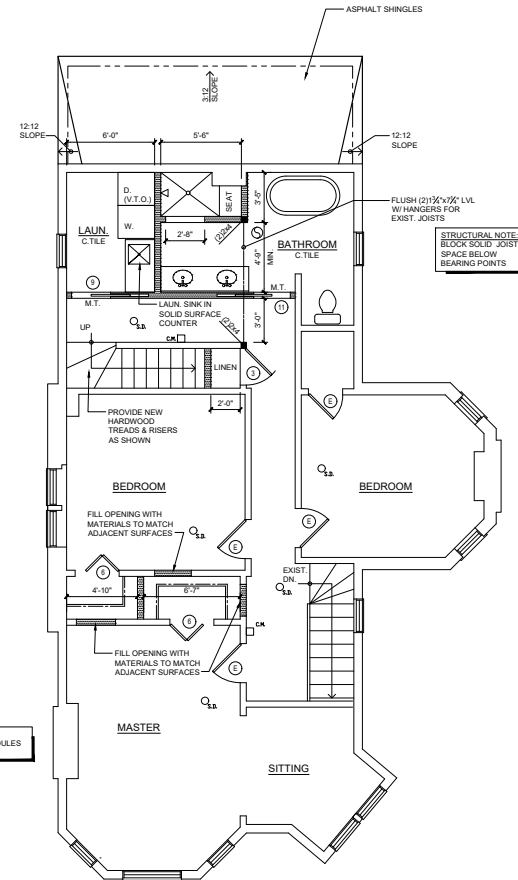 ASPHALT SHINGLES
3:12
SLOPE
12:12
SLOPE
12:12
SLOPE
6'-0"
5'-6"
D.
(V.T.O.)
W.
SEAT
3'-5"
LAUN.
C.TILE
2'-8"
(2)2x4
4'-9"
MIN.
BATHROOM
C.TILE
FLUSH (2)1¾"x7¼" LVL
W/ HANGERS FOR
EXIST. JOISTS
STRUCTURAL NOTE:
BLOCK SOLID JOIST
SPACE BELOW
BEARING POINTS
9
M.T.
M.T.
11
LAUN. SINK IN
SOLID SURFACE
COUNTER
S.D.
C.M.
(2)2x4
3'-0"
UP
LINEN
3
2'-0"
E
PROVIDE NEW
HARDWOOD
TREADS & RISERS
AS SHOWN
BEDROOM
S.D.
BEDROOM
FILL OPENING WITH
MATERIALS TO MATCH
ADJACENT SURFACES
S.D.
E
E
6
EXIST.
DN.
S.D.
4'-10"
6'-7"
6
C.M.
FILL OPENING WITH
MATERIALS TO MATCH
ADJACENT SURFACES
E
S.D.
MASTER
SITTING